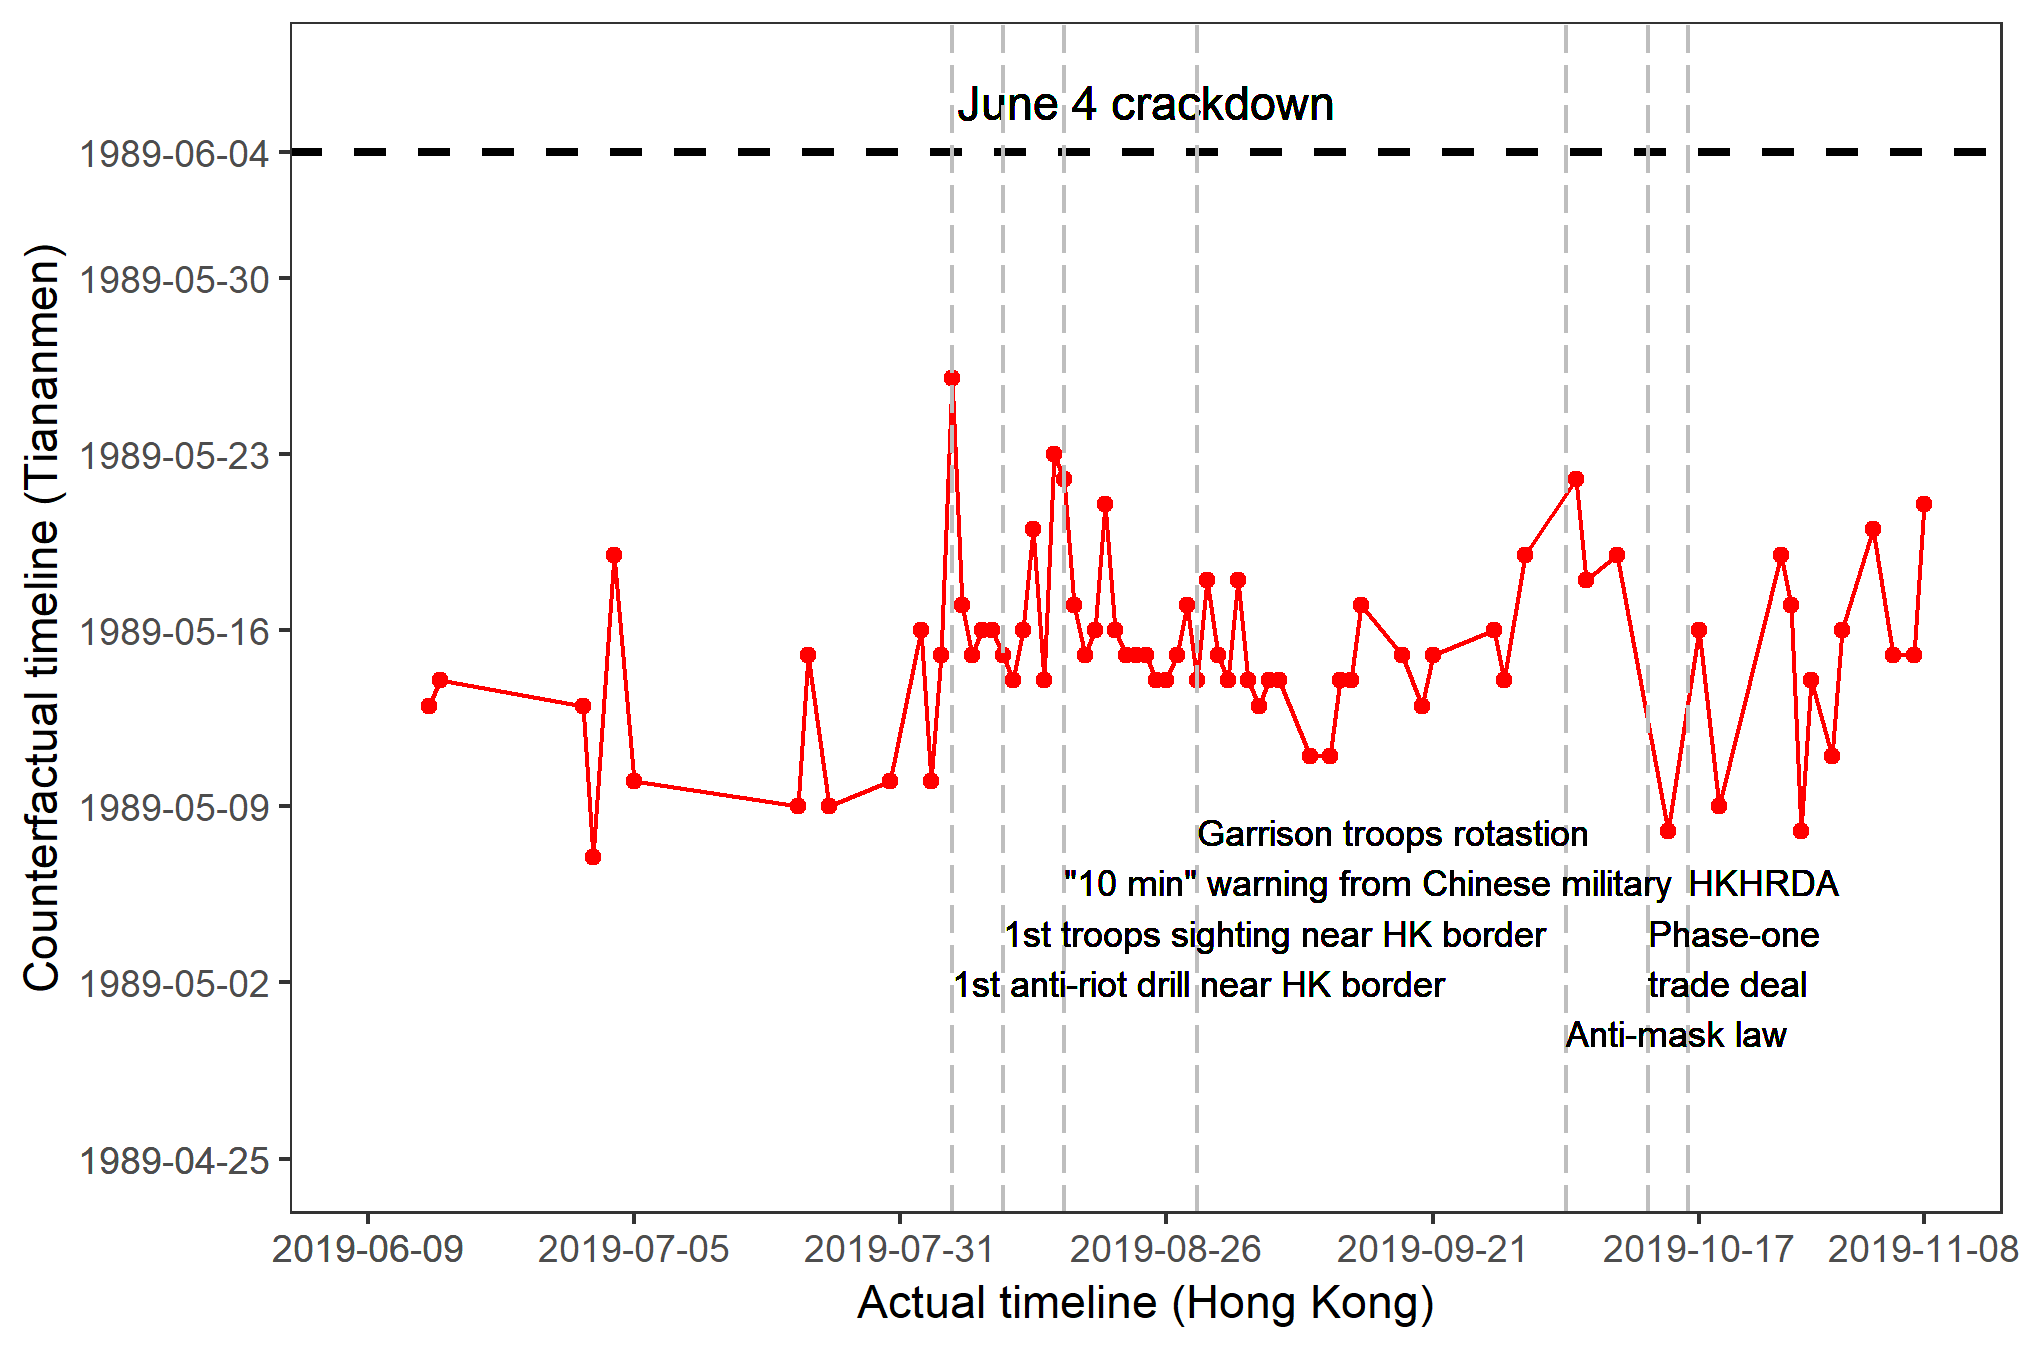 June 4 crackdown
1989-06-04
1989-05-30
1989-05-23
1989-05-16
1989-05-09
1989-05-02
1989-04-25
Counterfactual timeline (Tiananmen)
Garrison troops rotastion
"10 min" warning from Chinese military
HKHRDA
1st troops sighting near HK border
Phase-one
1st anti-riot drill near HK border
trade deal
Anti-mask law
2019-06-09
2019-07-05
2019-07-31
2019-08-26
2019-09-21
2019-10-17
2019-11-08
Actual timeline (Hong Kong)